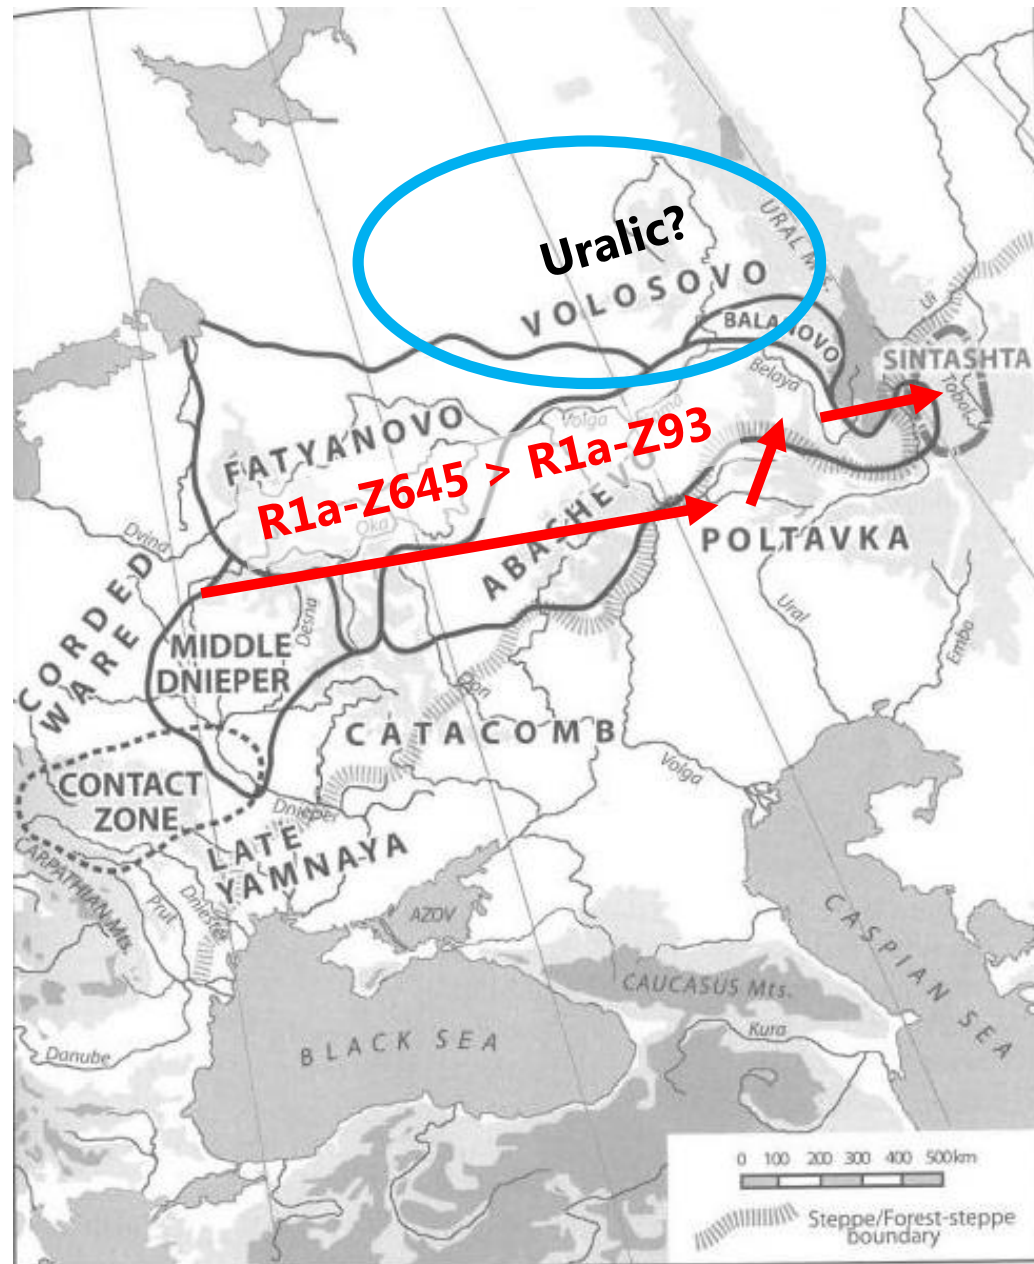 Uralic?
VOLOSOVO
URAL MTS.
BALANOVO
Ui
SINTASHTA
Tobol
Belaya
FATYANOVO
Volga
R1a-Z645 > R1a-Z93
Oka
ABASHEVO
Dvina
POLTAVKA
CORDED
WARE
Desna
MIDDLE
DNIEPER
Ural
Emba
Don
CATACOMB
CONTACT
ZONE
Volga
Dnieper
LATE
YAMNAYA
CARPATHIAN Mts.
Prut
Dniester
AZOV
CASPIAN SEA
CAUCASUS Mts.
BLACK SEA
Kura
Danube
0 100 200 300 400 500km
Steppe/Forest-steppe
boundary